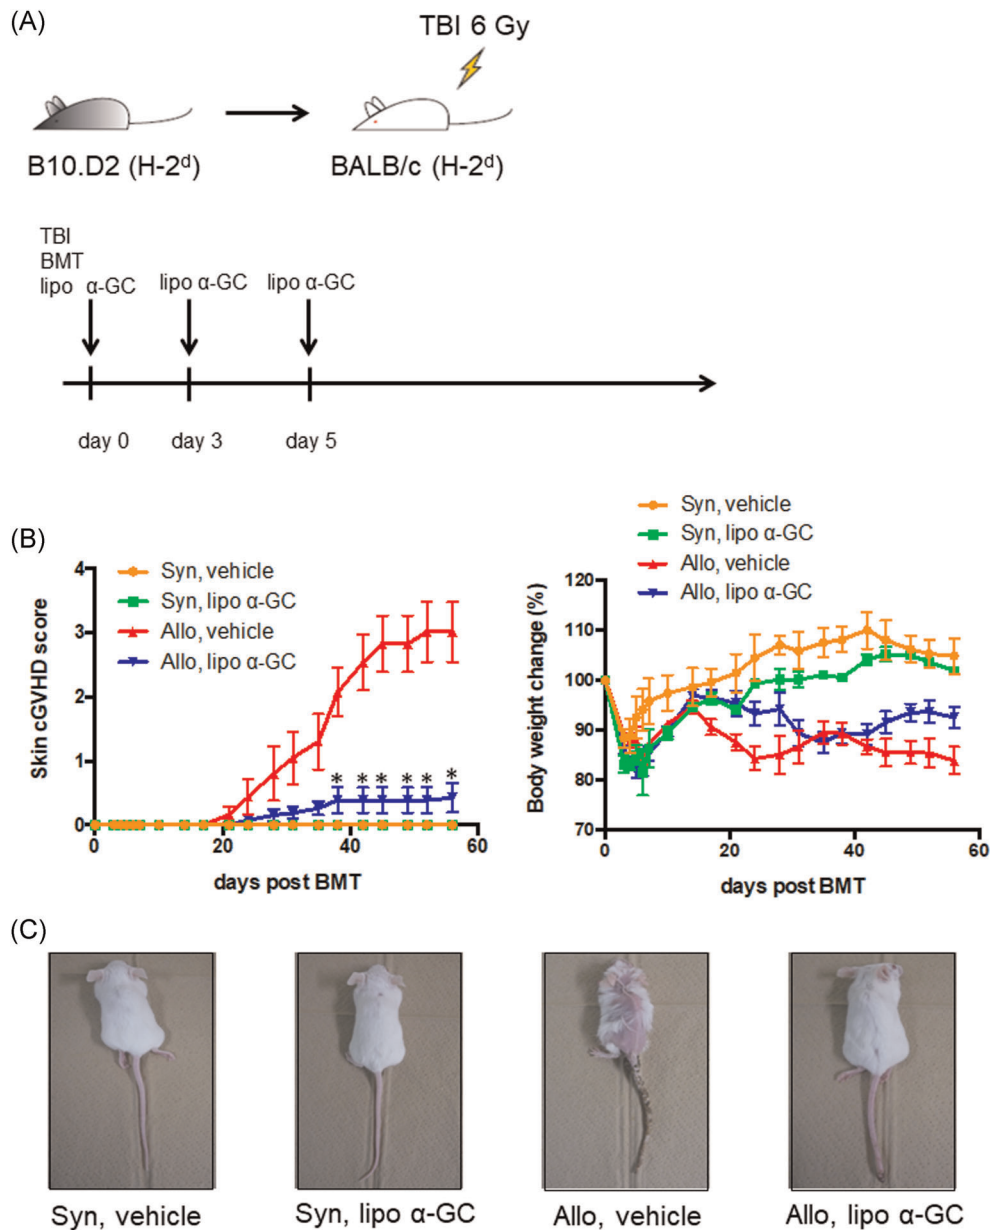 (A)
TBI 6 Gy
B10.D2 (H-2ᵈ)
BALB/c (H-2ᵈ)
TBI
BMT
lipo α-GC
lipo α-GC
lipo α-GC
day 0
day 3
day 5
(B)
Syn, vehicle
Syn, lipo α-GC
Allo, vehicle
Allo, lipo α-GC
Skin cGVHD score
4
3
2
1
0
* * * * * *
0
20
40
60
days post BMT
Syn, vehicle
Syn, lipo α-GC
Allo, vehicle
Allo, lipo α-GC
Body weight change (%)
120
110
100
90
80
70
0
20
40
60
days post BMT
(C)
Syn, vehicle
Syn, lipo α-GC
Allo, vehicle
Allo, lipo α-GC